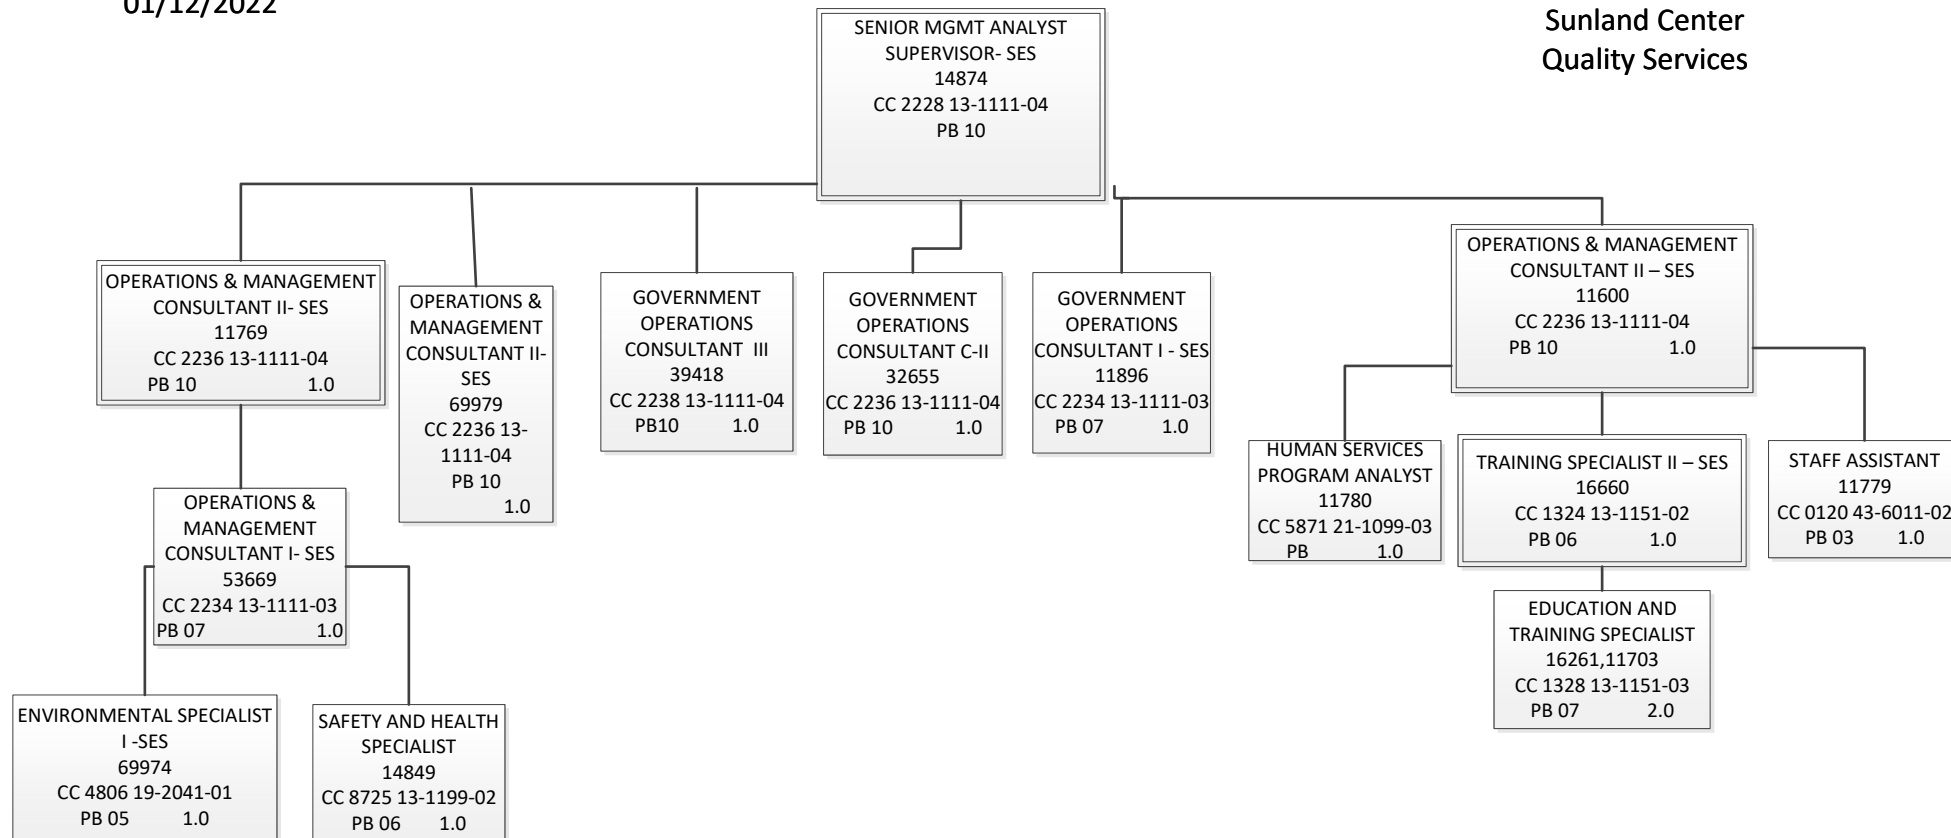 01/12/2022
Sunland Center
Quality Services
SENIOR MGMT ANALYST
SUPERVISOR- SES
14874
CC 2228 13-1111-04
PB 10
OPERATIONS & MANAGEMENT
CONSULTANT II- SES
11769
CC 2236 13-1111-04
PB 10 1.0
OPERATIONS &
MANAGEMENT
CONSULTANT II-
SES
69979
CC 2236 13-
1111-04
PB 10
1.0
GOVERNMENT
OPERATIONS
CONSULTANT III
39418
CC 2238 13-1111-04
PB10 1.0
GOVERNMENT
OPERATIONS
CONSULTANT C-II
32655
CC 2236 13-1111-04
PB 10 1.0
GOVERNMENT
OPERATIONS
CONSULTANT I - SES
11896
CC 2234 13-1111-03
PB 07 1.0
OPERATIONS & MANAGEMENT
CONSULTANT II – SES
11600
CC 2236 13-1111-04
PB 10 1.0
OPERATIONS &
MANAGEMENT
CONSULTANT I- SES
53669
CC 2234 13-1111-03
PB 07 1.0
HUMAN SERVICES
PROGRAM ANALYST
11780
CC 5871 21-1099-03
PB 1.0
TRAINING SPECIALIST II – SES
16660
CC 1324 13-1151-02
PB 06 1.0
STAFF ASSISTANT
11779
CC 0120 43-6011-02
PB 03 1.0
EDUCATION AND
TRAINING SPECIALIST
16261,11703
CC 1328 13-1151-03
PB 07 2.0
ENVIRONMENTAL SPECIALIST
I -SES
69974
CC 4806 19-2041-01
PB 05 1.0
SAFETY AND HEALTH
SPECIALIST
14849
CC 8725 13-1199-02
PB 06 1.0